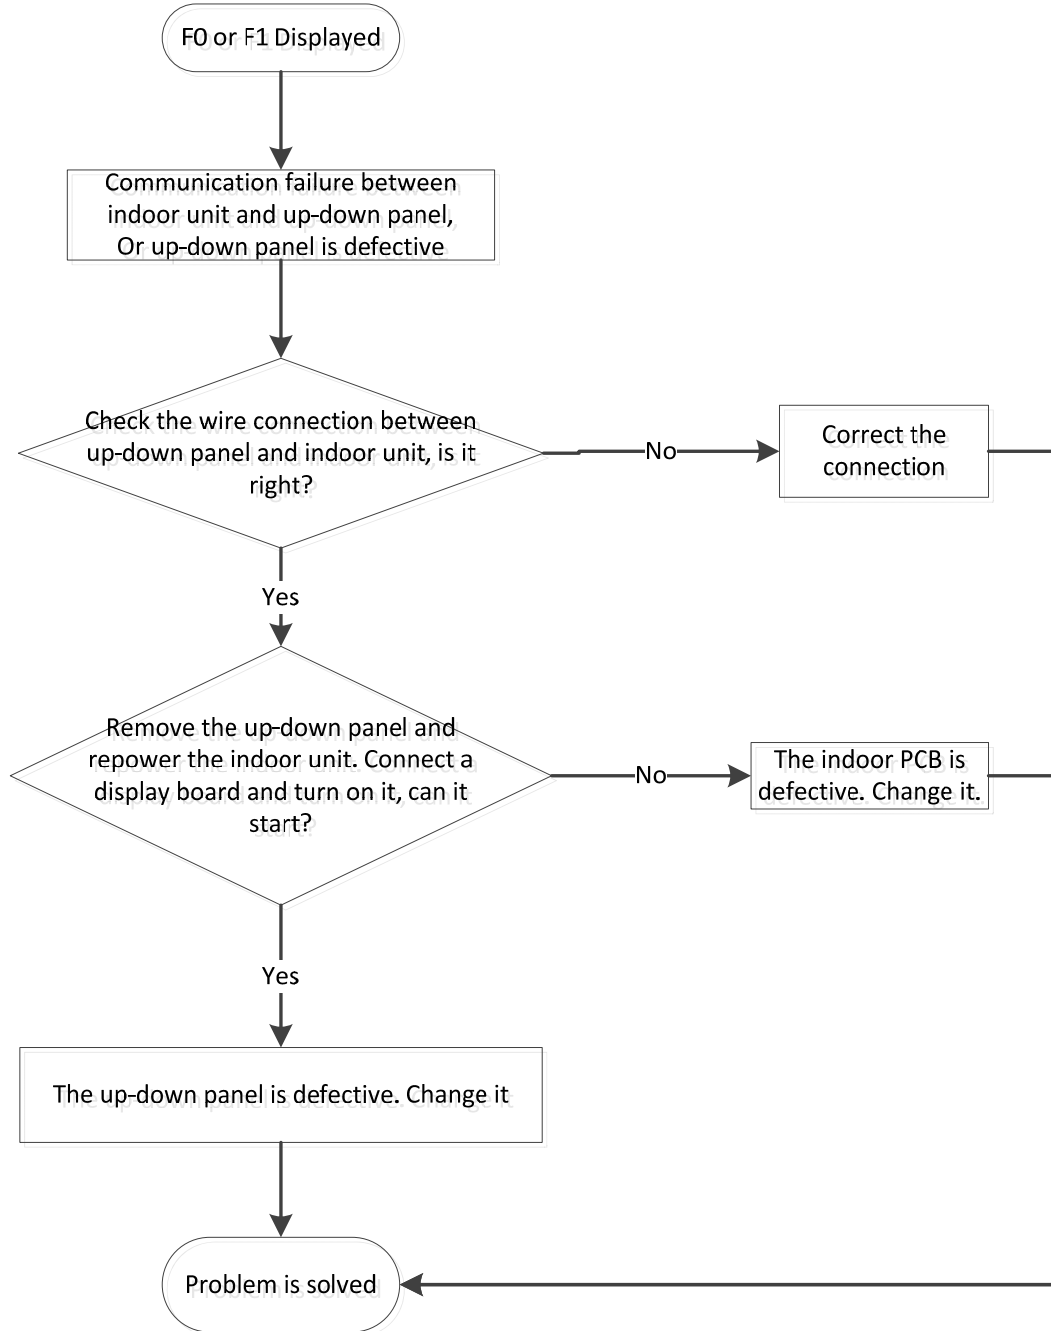 F0 or F1 Displayed
Communication failure between
indoor unit and up-down panel,
Or up-down panel is defective
Check the wire connection between
up-down panel and indoor unit, is it
right?
No
Correct the
connection
Yes
Remove the up-down panel and
repower the indoor unit. Connect a
display board and turn on it, can it
start?
No
The indoor PCB is
defective. Change it.
Yes
The up-down panel is defective. Change it
Problem is solved